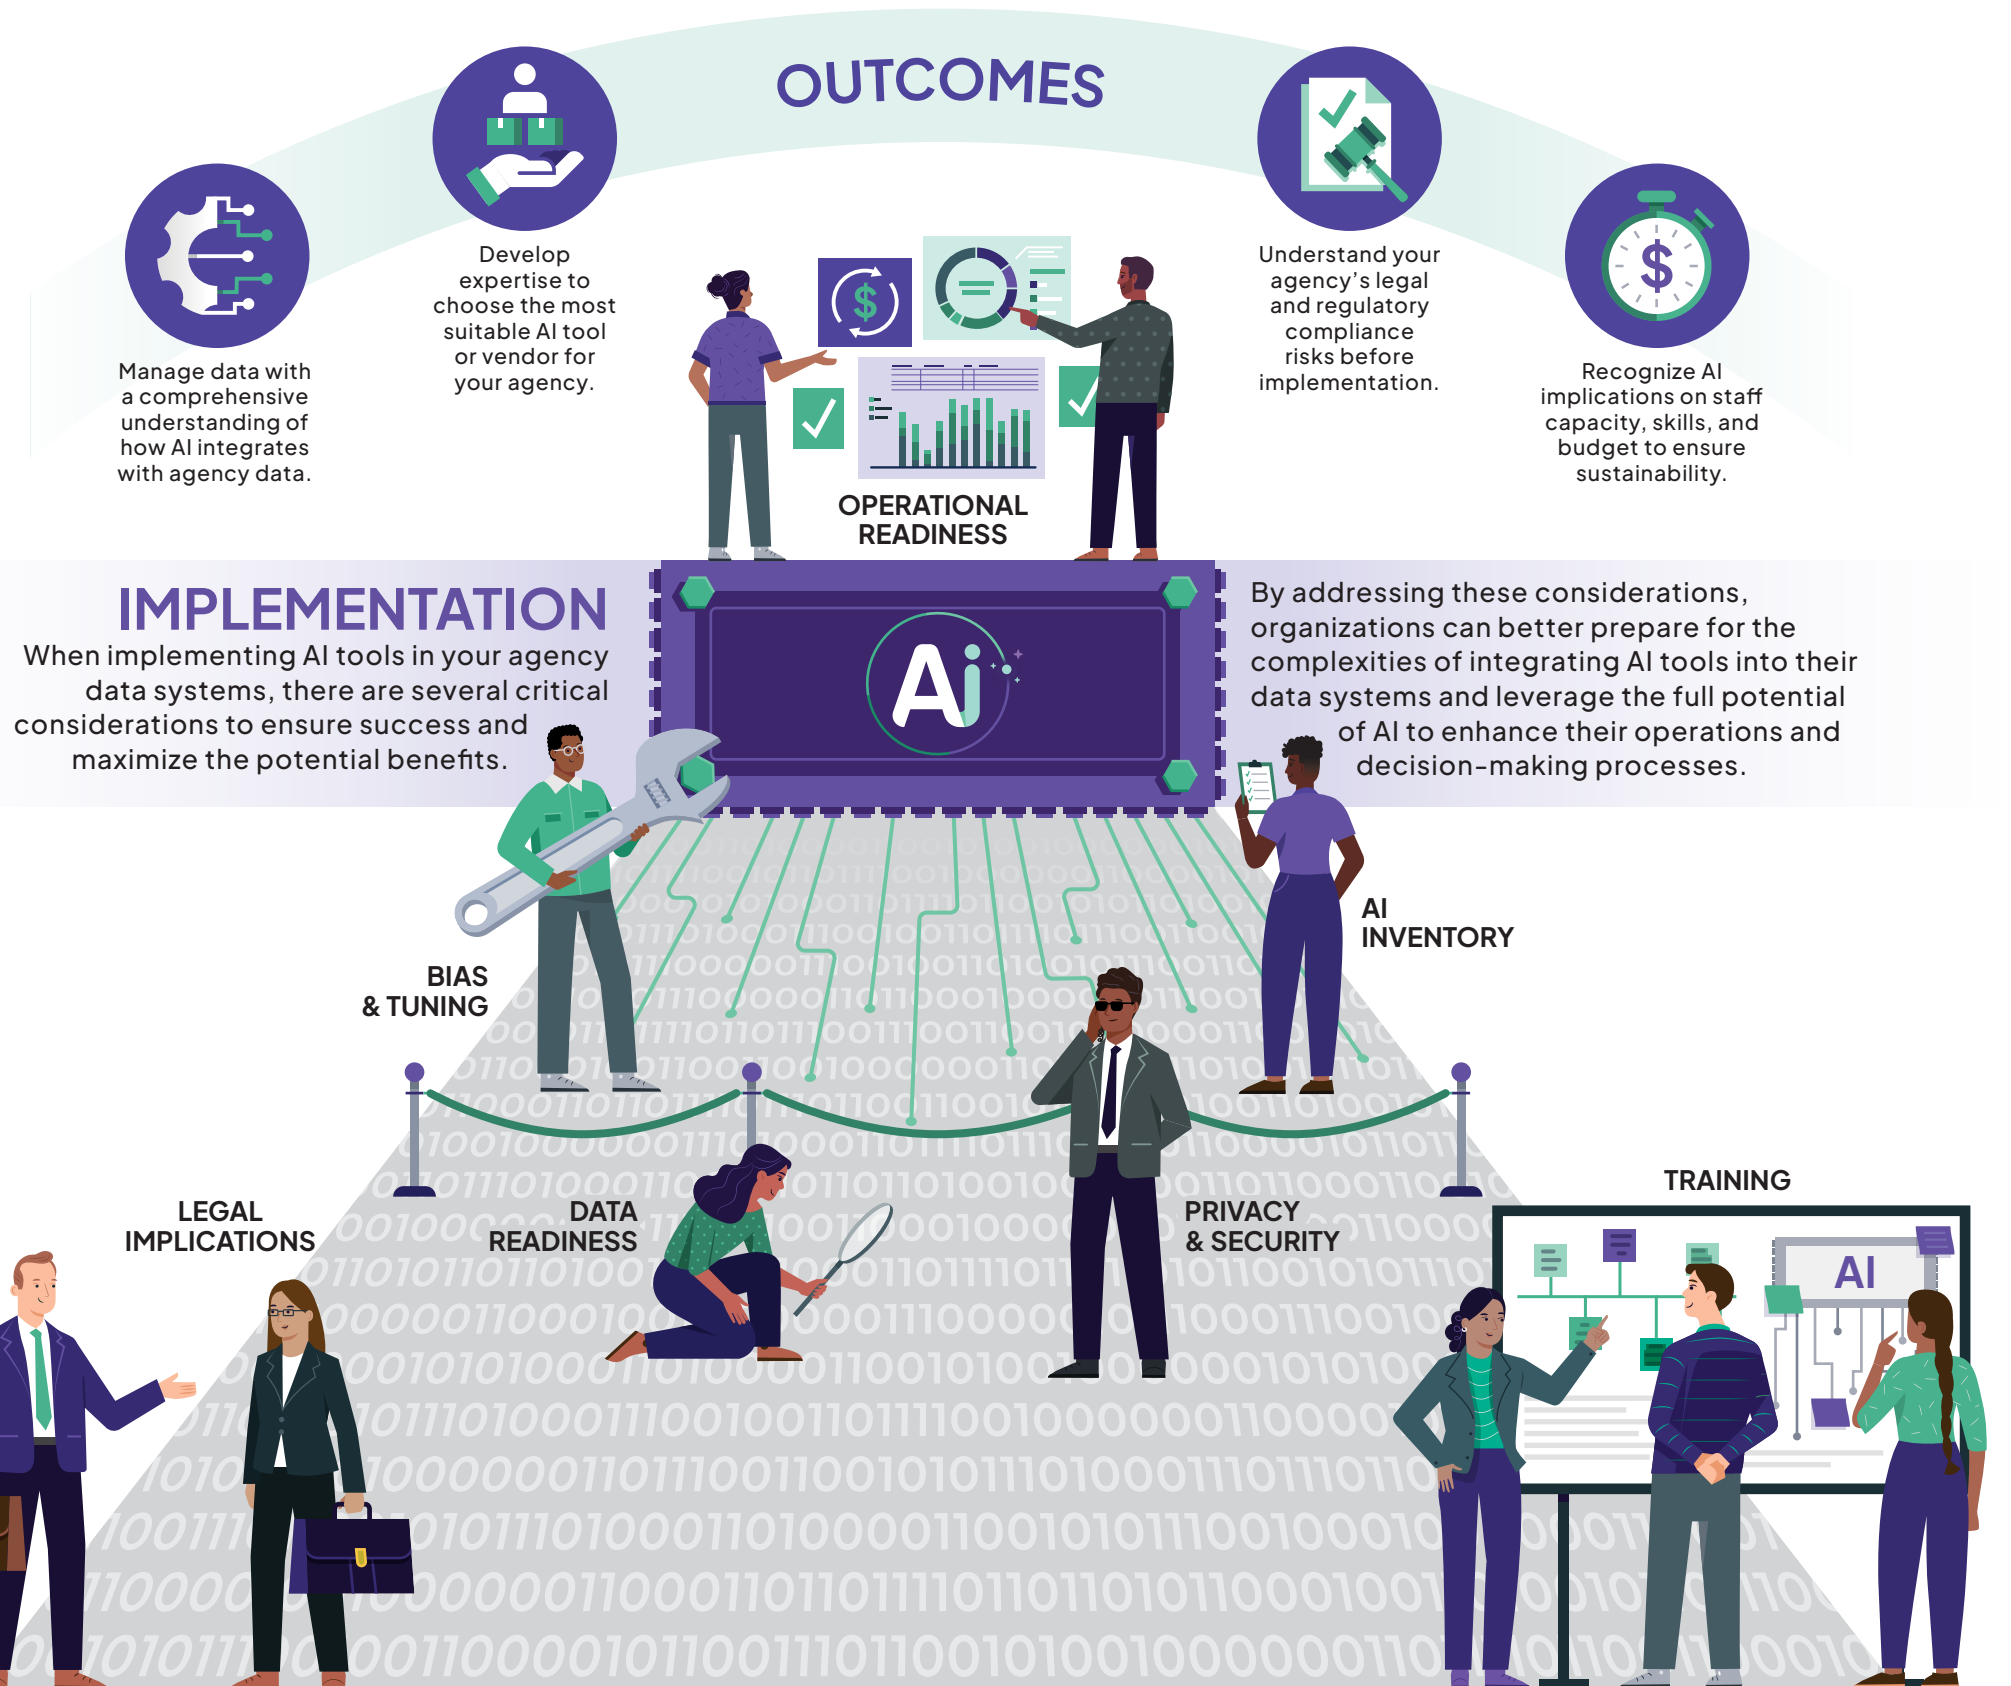 OUTCOMES
Manage data with
a comprehensive
understanding of
how AI integrates
with agency data.
Develop
expertise to
choose the most
suitable AI tool
or vendor for
your agency.
Understand your
agency's legal
and regulatory
compliance
risks before
implementation.
Recognize AI
implications on staff
capacity, skills, and
budget to ensure
sustainability.
$
$
OPERATIONAL
READINESS
IMPLEMENTATION
When implementing AI tools in your agency
data systems, there are several critical
considerations to ensure success and
maximize the potential benefits.
Ai
By addressing these considerations,
organizations can better prepare for the
complexities of integrating AI tools into their
data systems and leverage the full potential
of AI to enhance their operations and
decision-making processes.
AI
INVENTORY
BIAS
& TUNING
LEGAL
IMPLICATIONS
DATA
READINESS
PRIVACY
& SECURITY
TRAINING
AI